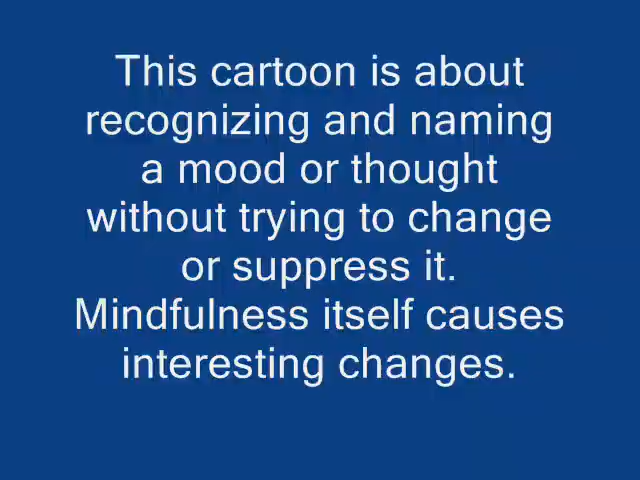 This cartoon is about
recognizing and naming
a mood or thought
without trying to change
or suppress it.
Mindfulness itself causes
interesting changes.